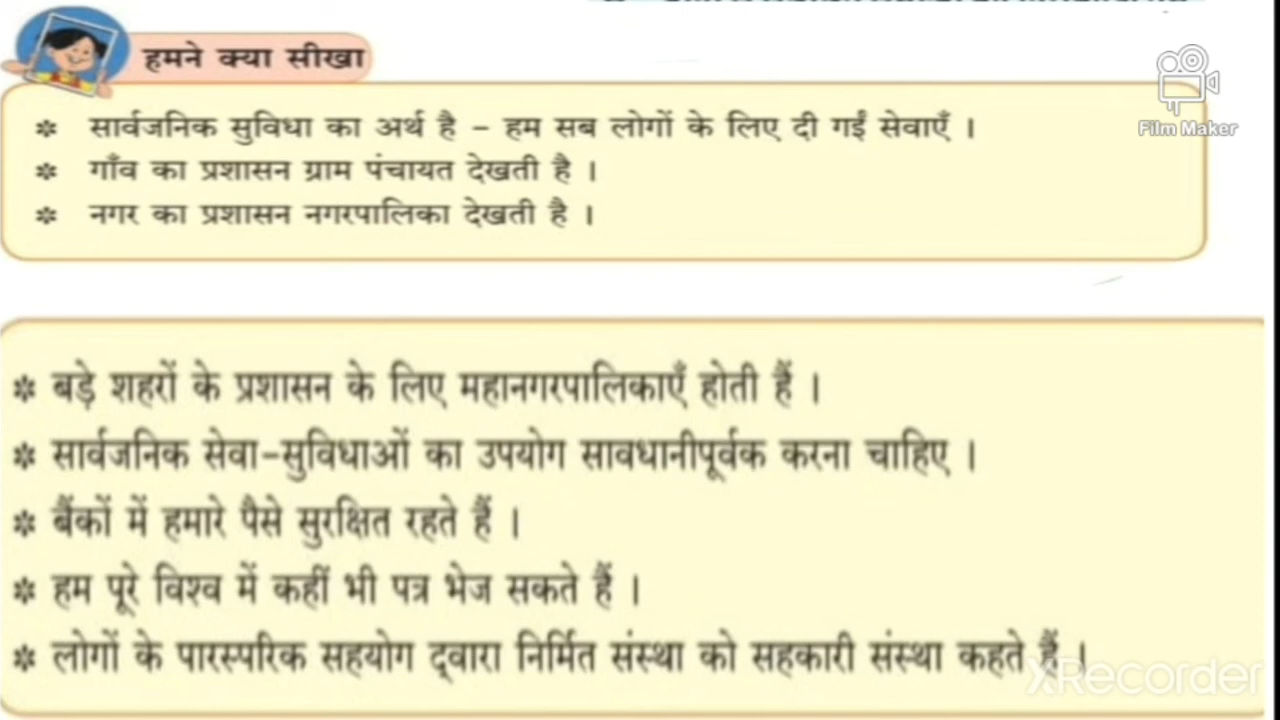 हमने क्या सीखा
Film Maker
* सार्वजनिक सुविधा का अर्थ है – हम सब लोगों के लिए दी गई सेवाएँ ।
* गाँव का प्रशासन ग्राम पंचायत देखती है ।
* नगर का प्रशासन नगरपालिका देखती है ।
* बड़े शहरों के प्रशासन के लिए महानगरपालिकाएँ होती हैं ।
* सार्वजनिक सेवा-सुविधाओं का उपयोग सावधानीपूर्वक करना चाहिए ।
* बैंकों में हमारे पैसे सुरक्षित रहते हैं ।
* हम पूरे विश्व में कहीं भी पत्र भेज सकते हैं ।
* लोगों के पारस्परिक सहयोग द्वारा निर्मित संस्था को सहकारी संस्था कहते हैं ।
XRecorder